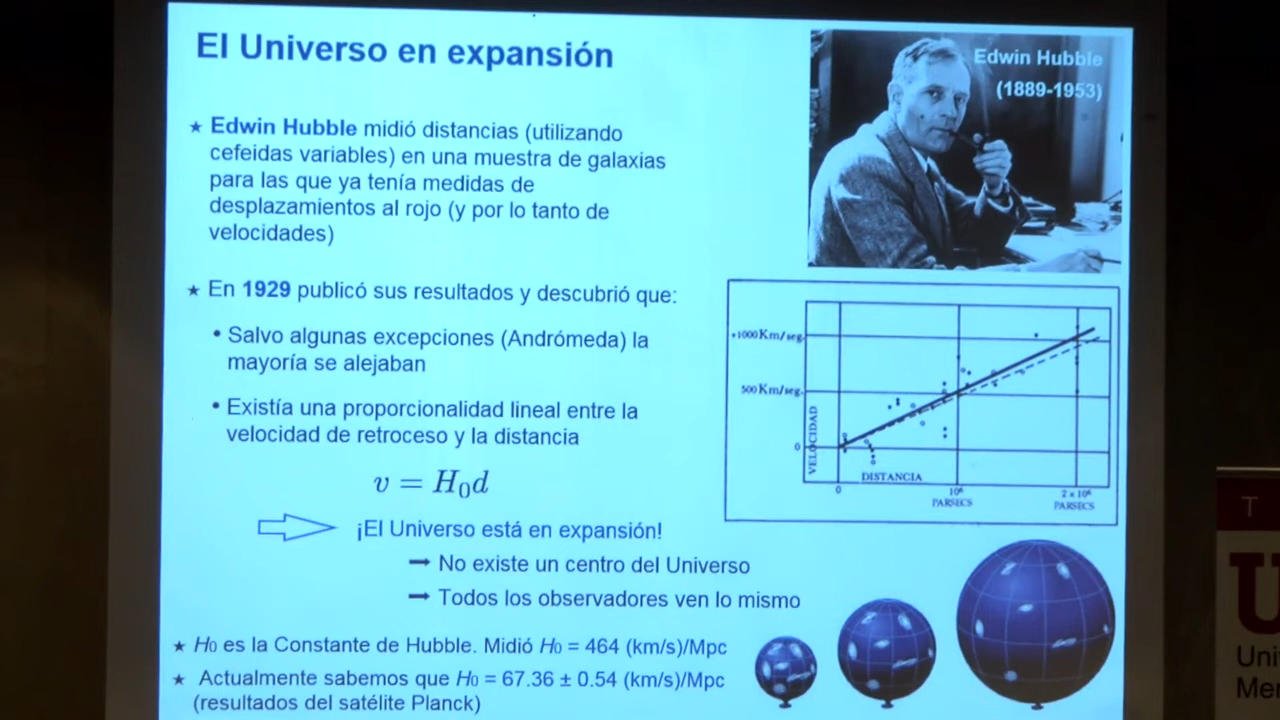 El Universo en expansión
Edwin Hubble
(1889-1953)
★ Edwin Hubble midió distancias (utilizando
cefeidas variables) en una muestra de galaxias
para las que ya tenía medidas de
desplazamientos al rojo (y por lo tanto de
velocidades)
★ En 1929 publicó sus resultados y descubrió que:
• Salvo algunas excepciones (Andrómeda) la
mayoría se alejaban
• Existía una proporcionalidad lineal entre la
velocidad de retroceso y la distancia
v = H₀d
¡El Universo está en expansión!
➞ No existe un centro del Universo
➞ Todos los observadores ven lo mismo
★ H₀ es la Constante de Hubble. Midió H₀ = 464 (km/s)/Mpc
★ Actualmente sabemos que H₀ = 67.36 ± 0.54 (km/s)/Mpc
(resultados del satélite Planck)
+1000 Km/seg.
500 Km/seg.
0
VELOCIDAD
DISTANCIA
0
10⁶
PARSECS
2 x 10⁶
PARSECS
T
U
Uni
Me